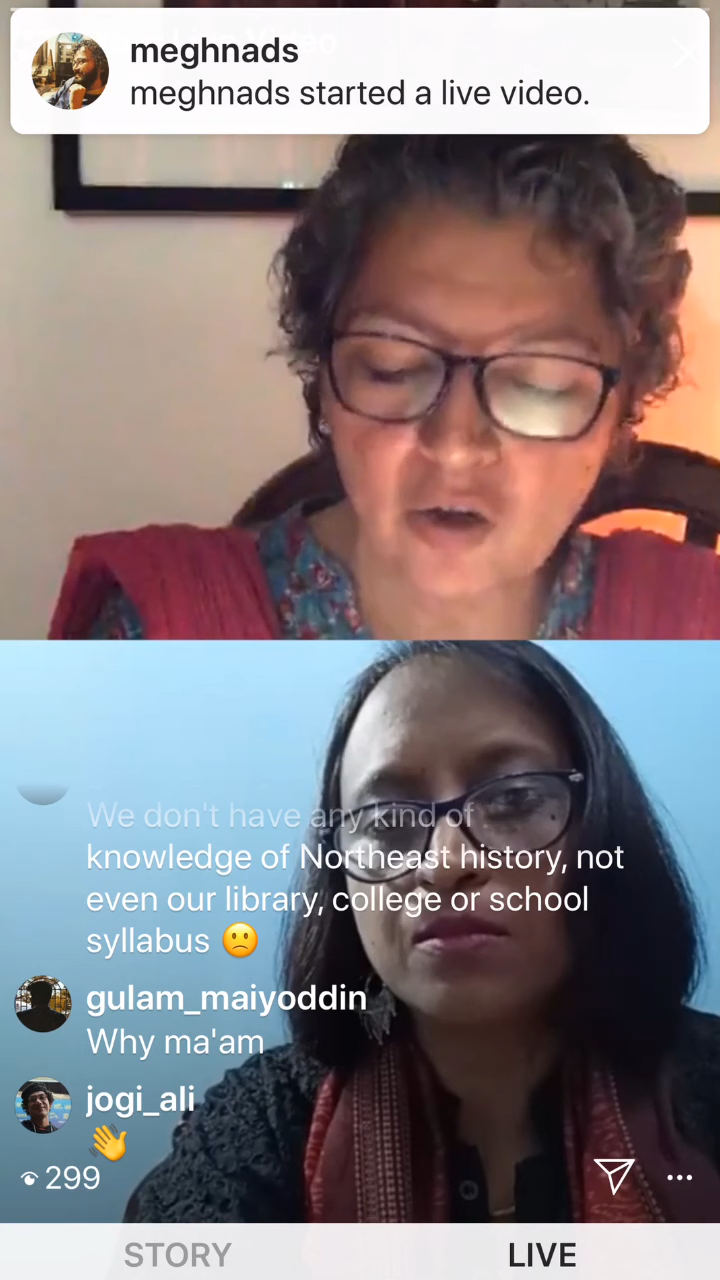 meghnads
meghnads started a live video.
We don't have any kind of
knowledge of Northeast history, not
even our library, college or school
syllabus 🙁
gulam_maiyoddin
Why ma'am
jogi_ali
👋
299
STORY
LIVE